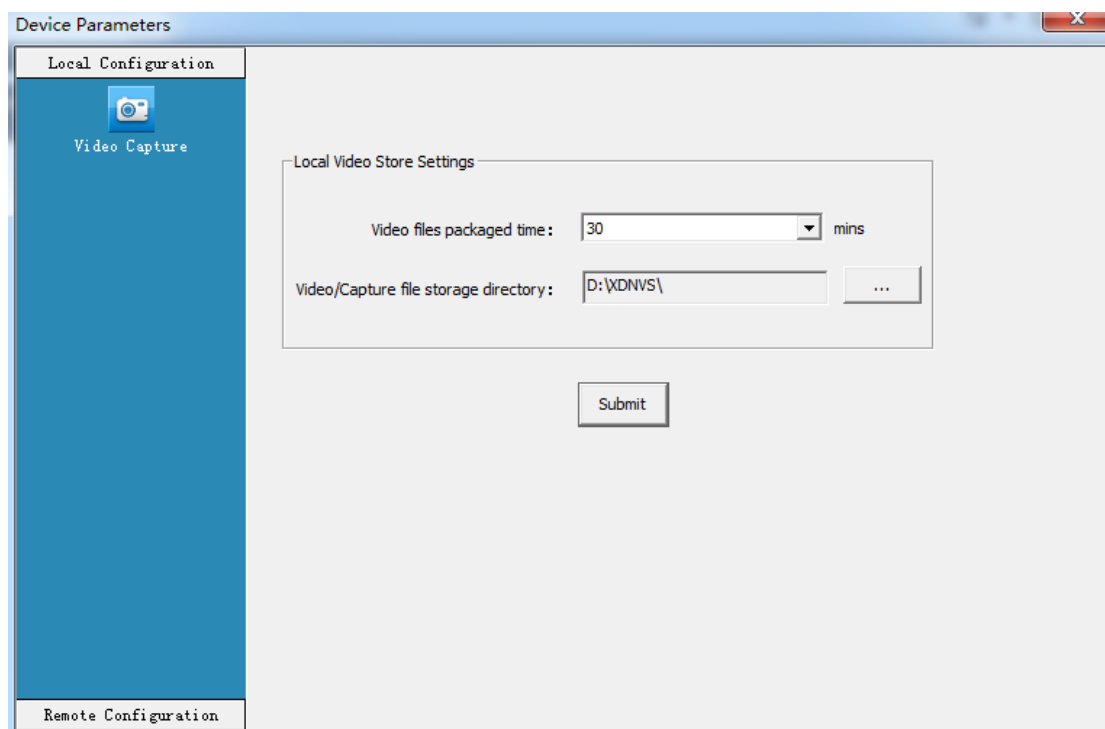 Device Parameters
Local Configuration
Video Capture
Local Video Store Settings
Video files packaged time: 30 mins
Video/Capture file storage directory: D:\XDNVS\ ...
Submit
Remote Configuration